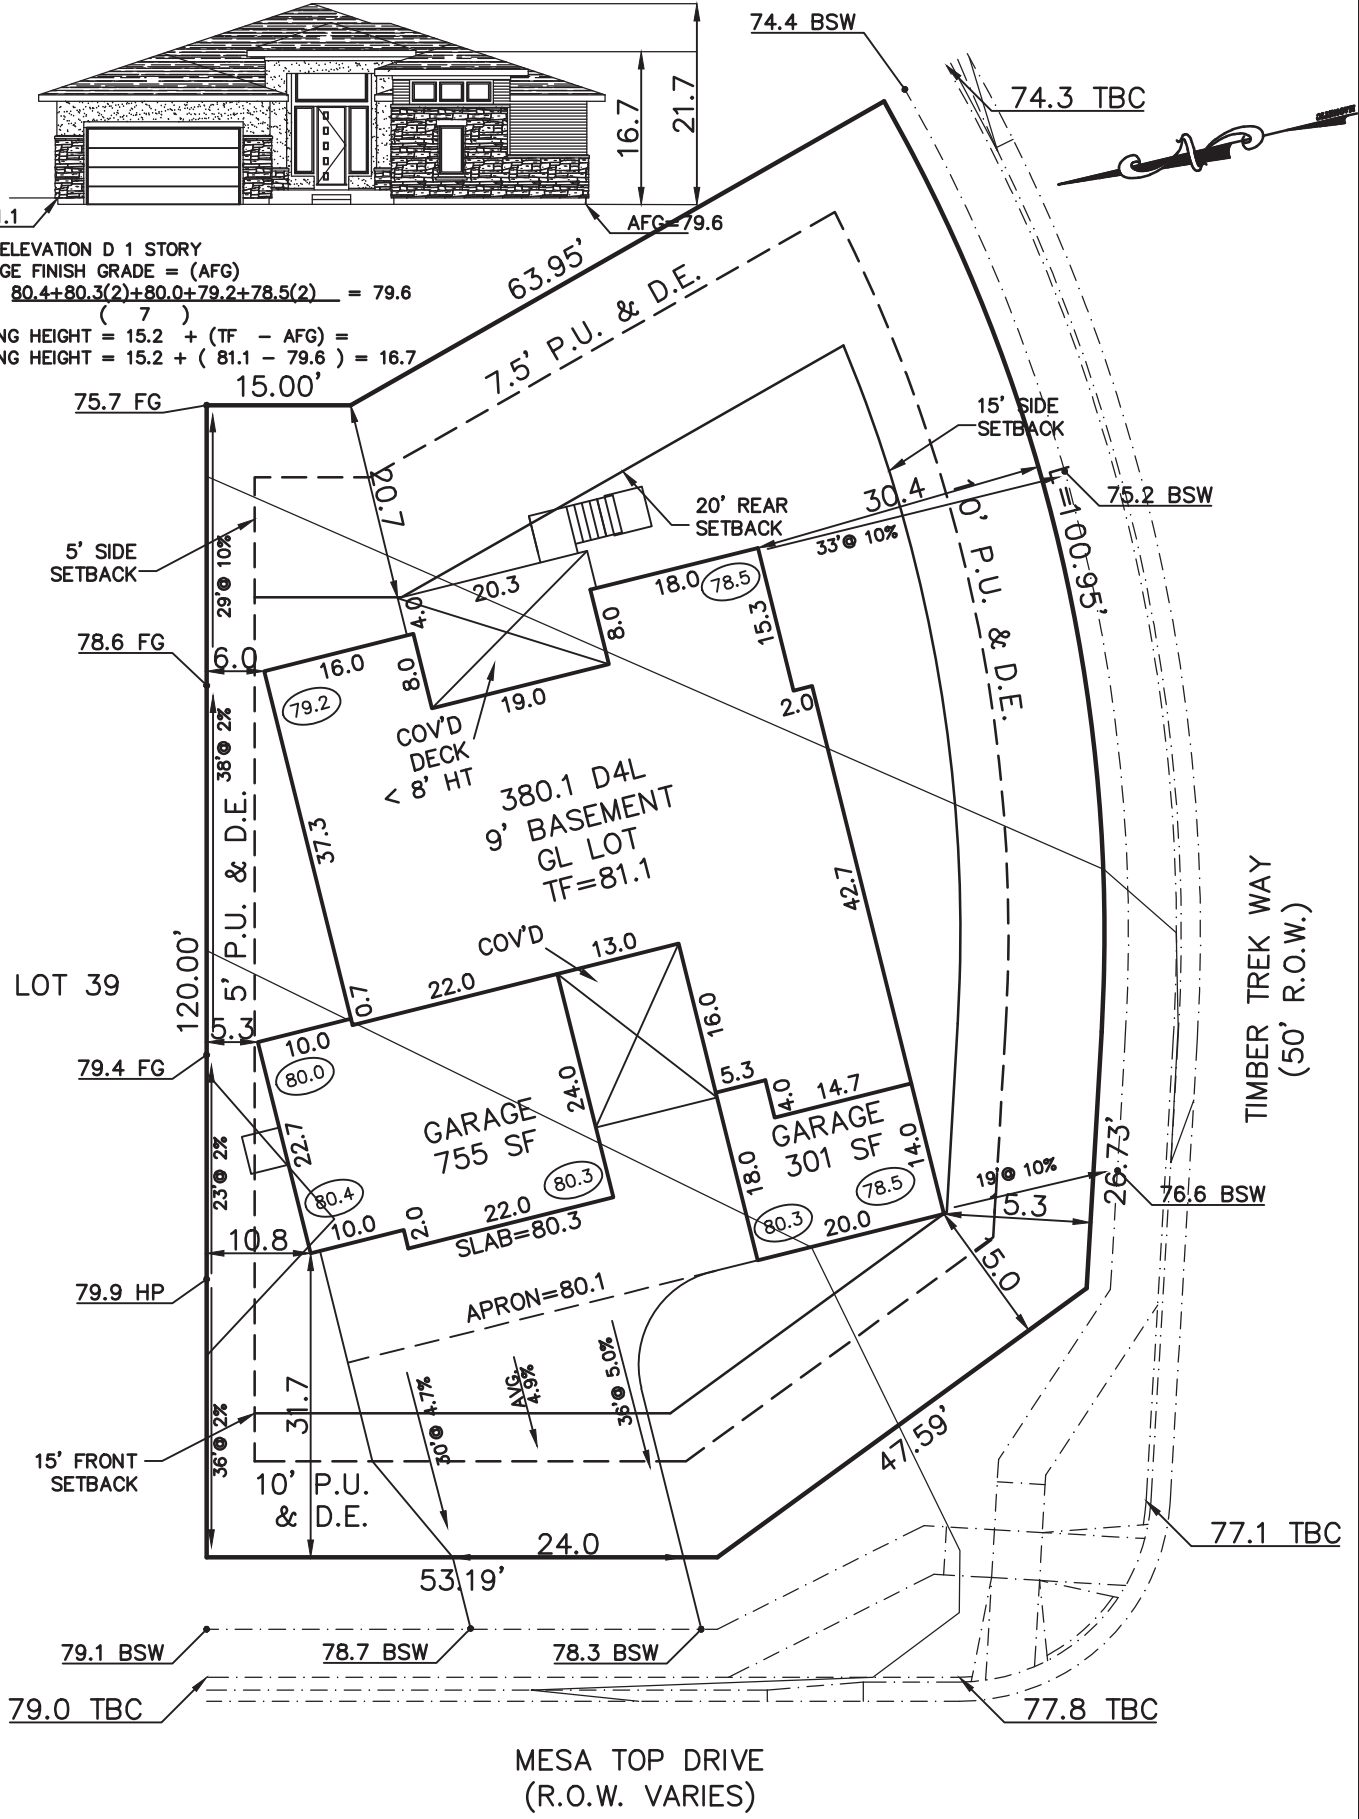 74.4 BSW
74.3 TBC
16.7
21.7
AFG=79.6
ELEVATION D 1 STORY
FINISH GRADE = (AFG)
80.4+80.3(2)+80.0+79.2+78.5(2) = 79.6
( 7 )
HEIGHT = 15.2 + (TF - AFG) =
HEIGHT = 15.2 + ( 81.1 - 79.6 ) = 16.7
63.95'
7.5' P.U. & D.E.
15.00'
75.7 FG
15' SIDE
SETBACK
20.7
30.4
L=100.95'
75.2 BSW
20' REAR
SETBACK
33'@ 10%
10' P.U. & D.E.
5' SIDE
SETBACK
29'@ 10%
20.3
18.0
78.5
4.0
8.0
15.3
78.6 FG
6.0
16.0
8.0
19.0
2.0
79.2
COV'D
DECK
< 8' HT
38'@ 2%
380.1 D4L
9' BASEMENT
GL LOT
TF=81.1
37.3
42.7
5' P.U. & D.E.
TIMBER TREK WAY
(50' R.O.W.)
COV'D
13.0
LOT 39
120.00'
22.0
0.7
16.0
5.3
10.0
80.0
79.4 FG
5.3
4.0
14.7
24.0
GARAGE
755 SF
GARAGE
301 SF
22.7
23'@ 2%
80.3
18.0
14.0
78.5
19'@ 10%
26.73'
76.6 BSW
80.4
10.0
2.0
22.0
SLAB=80.3
80.3
20.0
5.3
10.8
15.0
79.9 HP
APRON=80.1
31.7
30'@ 4.7%
AVG.
4.9%
36'@ 5.0%
36'@ 2%
15' FRONT
SETBACK
47.59'
10' P.U.
& D.E.
77.1 TBC
24.0
53.19'
79.1 BSW
78.7 BSW
78.3 BSW
79.0 TBC
77.8 TBC
MESA TOP DRIVE
(R.O.W. VARIES)